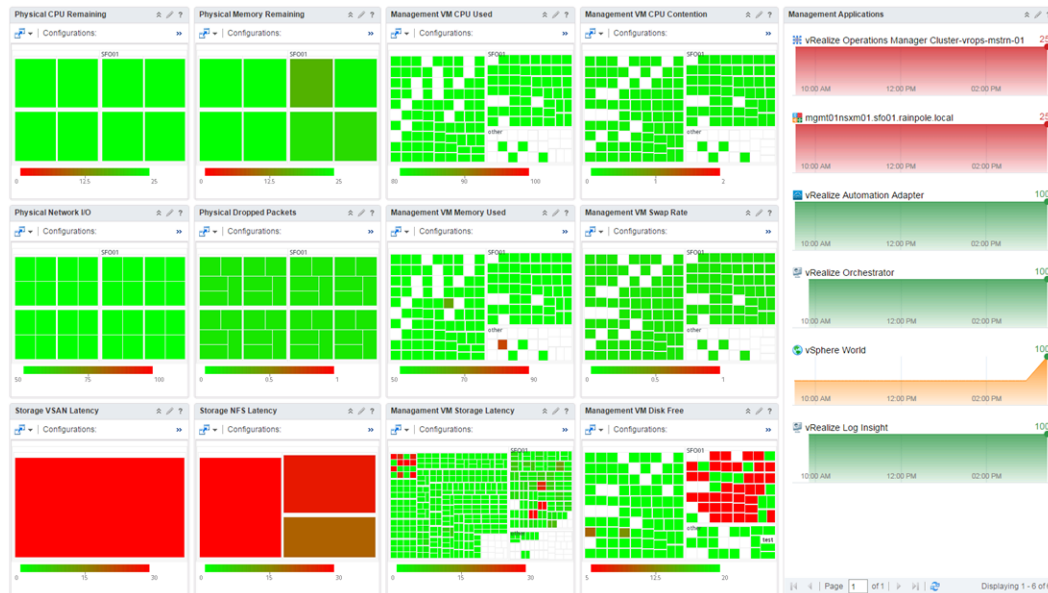 Physical CPU Remaining
Configurations:
SFO01
0 12.5 25
Physical Memory Remaining
Configurations:
SFO01
0 12.5 25
Management VM CPU Used
Configurations:
SFO01
other
80 90 100
Management VM CPU Contention
Configurations:
SFO01
other
0 1 2
Physical Network I/O
Configurations:
SFO01
50 75 100
Physical Dropped Packets
Configurations:
SFO01
0 0.5 1
Management VM Memory Used
Configurations:
SFO01
other
50 70 90
Management VM Swap Rate
Configurations:
SFO01
other
0 0.5 1
Storage VSAN Latency
Configurations:
0 15 30
Storage NFS Latency
Configurations:
0 15 30
Management VM Storage Latency
Configurations:
SFO01
other
0 15 30
Management VM Disk Free
Configurations:
SFO01
other
test
5 12.5 20
Management Applications
vRealize Operations Manager Cluster-vrops-mstrn-01 25
10:00 AM 12:00 PM 02:00 PM
mgmt01nsxm01.sfo01.rainpole.local 25
10:00 AM 12:00 PM 02:00 PM
vRealize Automation Adapter 100
10:00 AM 12:00 PM 02:00 PM
vRealize Orchestrator 100
10:00 AM 12:00 PM 02:00 PM
vSphere World 100
10:00 AM 12:00 PM 02:00 PM
vRealize Log Insight 100
10:00 AM 12:00 PM 02:00 PM
Page 1 of 1 Displaying 1 - 6 of